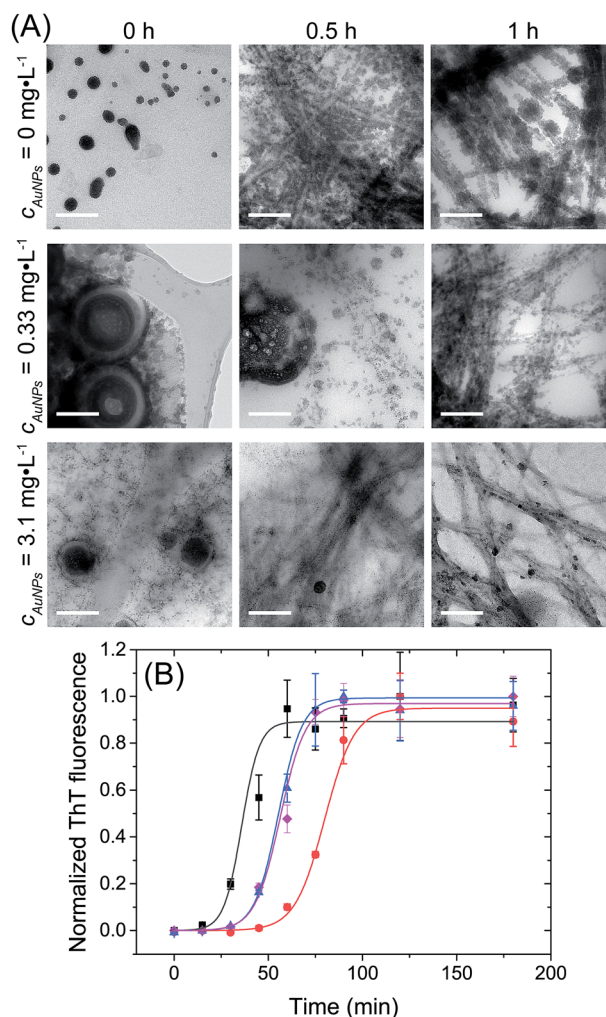 (A)
0 h 0.5 h 1 h
c_AuNPs = 0 mg•L⁻¹
c_AuNPs = 0.33 mg•L⁻¹
c_AuNPs = 3.1 mg•L⁻¹
(B)
Normalized ThT fluorescence
1.2
1.0
0.8
0.6
0.4
0.2
0.0
0 50 100 150 200
Time (min)